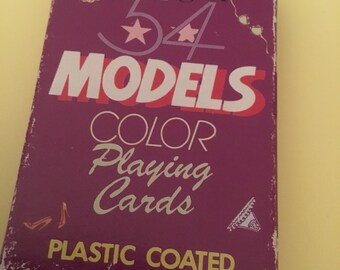 54
MODELS
COLOR
Playing
Cards
PLASTIC COATED